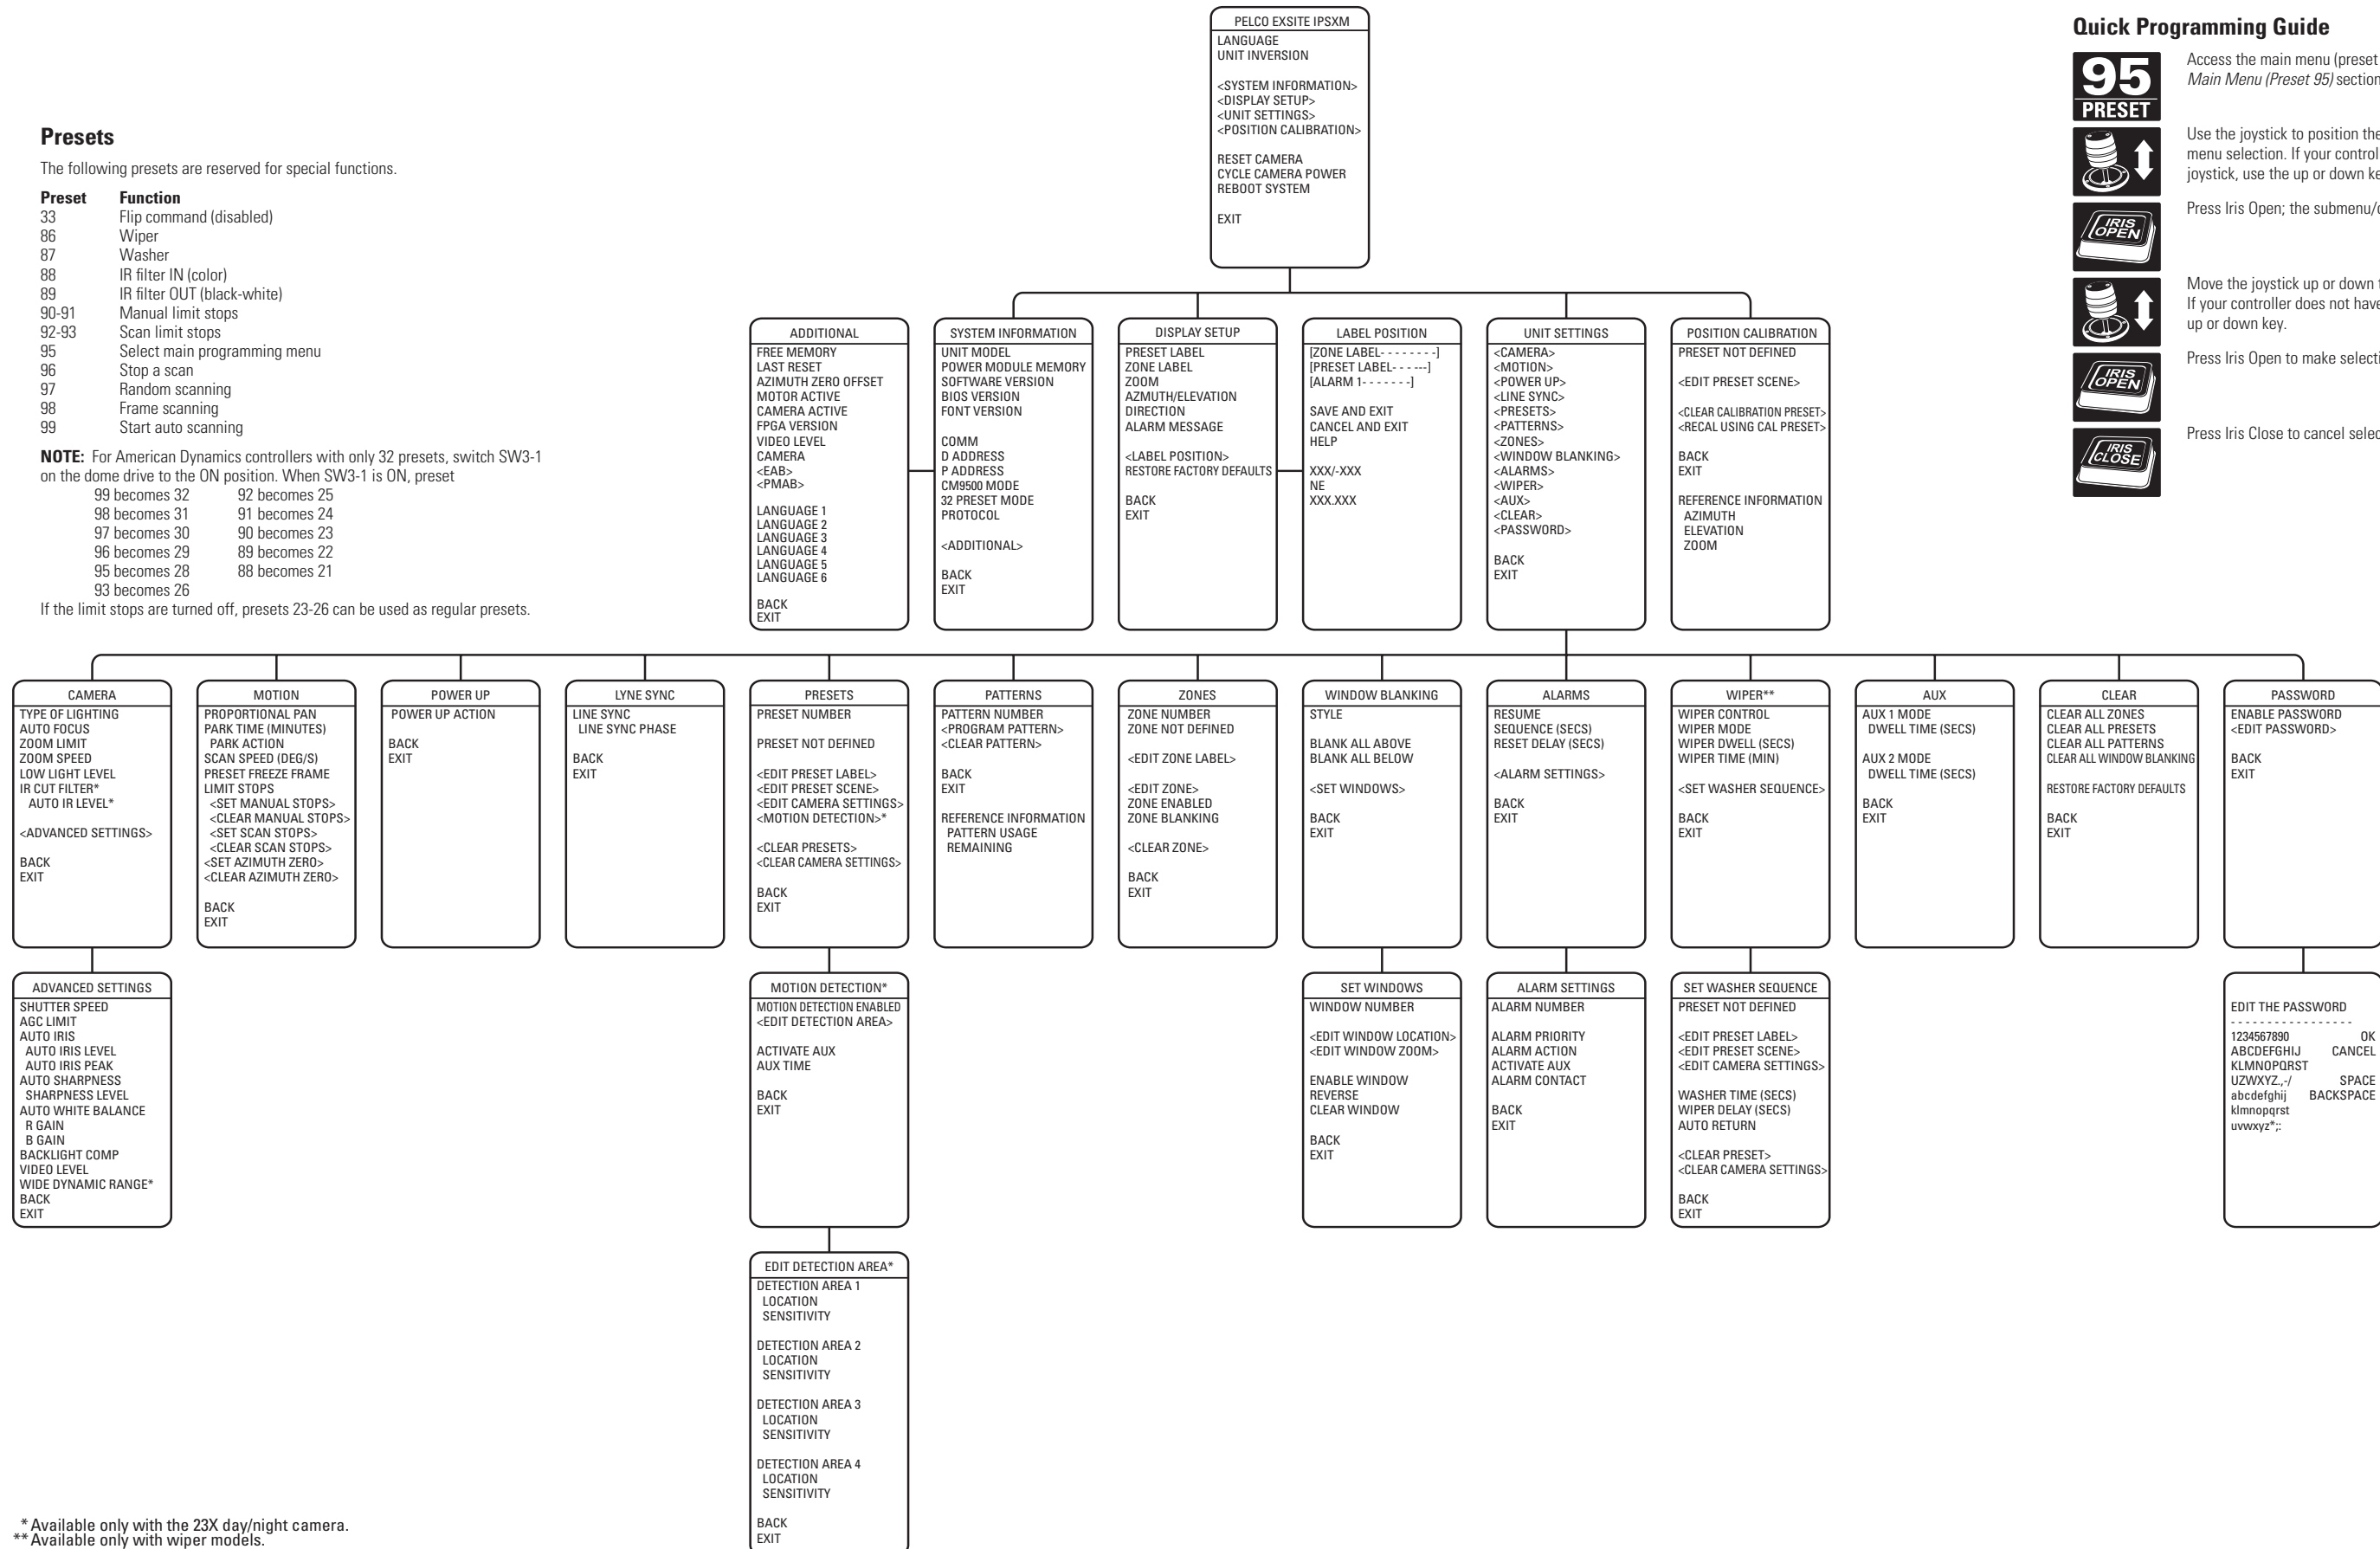 PELCO EXSITE IPSXM
LANGUAGE
UNIT INVERSION
<SYSTEM INFORMATION>
<DISPLAY SETUP>
<UNIT SETTINGS>
<POSITION CALIBRATION>
RESET CAMERA
CYCLE CAMERA POWER
REBOOT SYSTEM
EXIT
Quick Programming Guide
95
PRESET
Access the main menu (preset
Main Menu (Preset 95) section
Use the joystick to position the
menu selection. If your control
joystick, use the up or down ke
IRIS
OPEN
Press Iris Open; the submenu/c
Move the joystick up or down t
If your controller does not have
up or down key.
IRIS
OPEN
Press Iris Open to make selecti
IRIS
CLOSE
Press Iris Close to cancel selec
Presets
The following presets are reserved for special functions.
Preset Function
33 Flip command (disabled)
86 Wiper
87 Washer
88 IR filter IN (color)
89 IR filter OUT (black-white)
90-91 Manual limit stops
92-93 Scan limit stops
95 Select main programming menu
96 Stop a scan
97 Random scanning
98 Frame scanning
99 Start auto scanning
NOTE: For American Dynamics controllers with only 32 presets, switch SW3-1
on the dome drive to the ON position. When SW3-1 is ON, preset
99 becomes 32 92 becomes 25
98 becomes 31 91 becomes 24
97 becomes 30 90 becomes 23
96 becomes 29 89 becomes 22
95 becomes 28 88 becomes 21
93 becomes 26
If the limit stops are turned off, presets 23-26 can be used as regular presets.
ADDITIONAL
FREE MEMORY
LAST RESET
AZIMUTH ZERO OFFSET
MOTOR ACTIVE
CAMERA ACTIVE
FPGA VERSION
VIDEO LEVEL
CAMERA
<EAB>
<PMAB>
LANGUAGE 1
LANGUAGE 2
LANGUAGE 3
LANGUAGE 4
LANGUAGE 5
LANGUAGE 6
BACK
EXIT
SYSTEM INFORMATION
UNIT MODEL
POWER MODULE MEMORY
SOFTWARE VERSION
BIOS VERSION
FONT VERSION
COMM
D ADDRESS
P ADDRESS
CM9500 MODE
32 PRESET MODE
PROTOCOL
<ADDITIONAL>
BACK
EXIT
DISPLAY SETUP
PRESET LABEL
ZONE LABEL
ZOOM
AZMUTH/ELEVATION
DIRECTION
ALARM MESSAGE
<LABEL POSITION>
RESTORE FACTORY DEFAULTS
BACK
EXIT
LABEL POSITION
[ZONE LABEL- - - - - - - -]
[PRESET LABEL- - - ---]
[ALARM 1- - - - - - -]
SAVE AND EXIT
CANCEL AND EXIT
HELP
XXX/-XXX
NE
XXX.XXX
UNIT SETTINGS
<CAMERA>
<MOTION>
<POWER UP>
<LINE SYNC>
<PRESETS>
<PATTERNS>
<ZONES>
<WINDOW BLANKING>
<ALARMS>
<WIPER>
<AUX>
<CLEAR>
<PASSWORD>
BACK
EXIT
POSITION CALIBRATION
PRESET NOT DEFINED
<EDIT PRESET SCENE>
<CLEAR CALIBRATION PRESET>
<RECAL USING CAL PRESET>
BACK
EXIT
REFERENCE INFORMATION
AZIMUTH
ELEVATION
ZOOM
CAMERA
TYPE OF LIGHTING
AUTO FOCUS
ZOOM LIMIT
ZOOM SPEED
LOW LIGHT LEVEL
IR CUT FILTER*
AUTO IR LEVEL*
<ADVANCED SETTINGS>
BACK
EXIT
MOTION
PROPORTIONAL PAN
PARK TIME (MINUTES)
PARK ACTION
SCAN SPEED (DEG/S)
PRESET FREEZE FRAME
LIMIT STOPS
<SET MANUAL STOPS>
<CLEAR MANUAL STOPS>
<SET SCAN STOPS>
<CLEAR SCAN STOPS>
<SET AZIMUTH ZERO>
<CLEAR AZIMUTH ZERO>
BACK
EXIT
POWER UP
POWER UP ACTION
BACK
EXIT
LYNE SYNC
LINE SYNC
LINE SYNC PHASE
BACK
EXIT
PRESETS
PRESET NUMBER
PRESET NOT DEFINED
<EDIT PRESET LABEL>
<EDIT PRESET SCENE>
<EDIT CAMERA SETTINGS>
<MOTION DETECTION>*
<CLEAR PRESETS>
<CLEAR CAMERA SETTINGS>
BACK
EXIT
PATTERNS
PATTERN NUMBER
<PROGRAM PATTERN>
<CLEAR PATTERN>
BACK
EXIT
REFERENCE INFORMATION
PATTERN USAGE
REMAINING
ZONES
ZONE NUMBER
ZONE NOT DEFINED
<EDIT ZONE LABEL>
<EDIT ZONE>
ZONE ENABLED
ZONE BLANKING
<CLEAR ZONE>
BACK
EXIT
WINDOW BLANKING
STYLE
BLANK ALL ABOVE
BLANK ALL BELOW
<SET WINDOWS>
BACK
EXIT
ALARMS
RESUME
SEQUENCE (SECS)
RESET DELAY (SECS)
<ALARM SETTINGS>
BACK
EXIT
WIPER**
WIPER CONTROL
WIPER MODE
WIPER DWELL (SECS)
WIPER TIME (MIN)
<SET WASHER SEQUENCE>
BACK
EXIT
AUX
AUX 1 MODE
DWELL TIME (SECS)
AUX 2 MODE
DWELL TIME (SECS)
BACK
EXIT
CLEAR
CLEAR ALL ZONES
CLEAR ALL PRESETS
CLEAR ALL PATTERNS
CLEAR ALL WINDOW BLANKING
RESTORE FACTORY DEFAULTS
BACK
EXIT
PASSWORD
ENABLE PASSWORD
<EDIT PASSWORD>
BACK
EXIT
ADVANCED SETTINGS
SHUTTER SPEED
AGC LIMIT
AUTO IRIS
AUTO IRIS LEVEL
AUTO IRIS PEAK
AUTO SHARPNESS
SHARPNESS LEVEL
AUTO WHITE BALANCE
R GAIN
B GAIN
BACKLIGHT COMP
VIDEO LEVEL
WIDE DYNAMIC RANGE*
BACK
EXIT
MOTION DETECTION*
MOTION DETECTION ENABLED
<EDIT DETECTION AREA>
ACTIVATE AUX
AUX TIME
BACK
EXIT
SET WINDOWS
WINDOW NUMBER
<EDIT WINDOW LOCATION>
<EDIT WINDOW ZOOM>
ENABLE WINDOW
REVERSE
CLEAR WINDOW
BACK
EXIT
ALARM SETTINGS
ALARM NUMBER
ALARM PRIORITY
ALARM ACTION
ACTIVATE AUX
ALARM CONTACT
BACK
EXIT
SET WASHER SEQUENCE
PRESET NOT DEFINED
<EDIT PRESET LABEL>
<EDIT PRESET SCENE>
<EDIT CAMERA SETTINGS>
WASHER TIME (SECS)
WIPER DELAY (SECS)
AUTO RETURN
<CLEAR PRESET>
<CLEAR CAMERA SETTINGS>
BACK
EXIT
EDIT THE PASSWORD
- - - - - - - - - - - - - - - - -
1234567890 OK
ABCDEFGHIJ CANCEL
KLMNOPQRST
UZWXYZ.,-/ SPACE
abcdefghij BACKSPACE
klmnopqrst
uvwxyz*;:
EDIT DETECTION AREA*
DETECTION AREA 1
LOCATION
SENSITIVITY
DETECTION AREA 2
LOCATION
SENSITIVITY
DETECTION AREA 3
LOCATION
SENSITIVITY
DETECTION AREA 4
LOCATION
SENSITIVITY
BACK
EXIT
* Available only with the 23X day/night camera.
** Available only with wiper models.